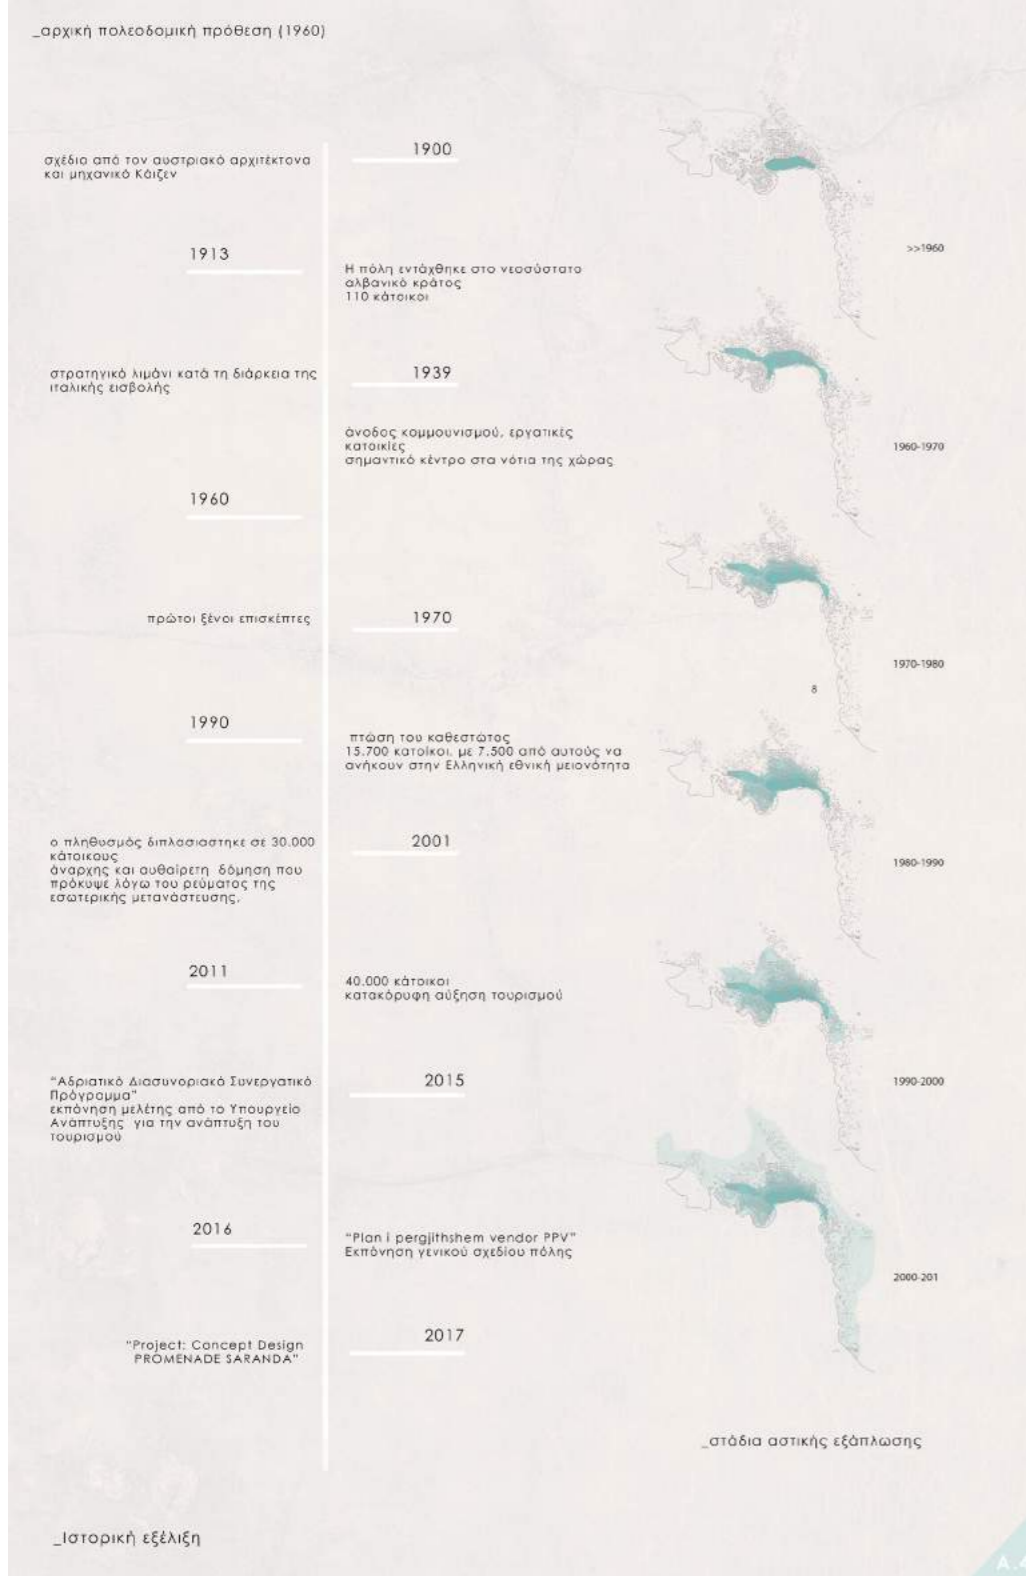 _αρχική πολεοδομική πρόθεση (1960)
1900
σχέδιο από τον αυστριακό αρχιτέκτονα
και μηχανικό Κάιζεν
1913
Η πόλη εντάχθηκε στο νεοσύστατο
αλβανικό κράτος
110 κάτοικοι
1939
στρατηγικό λιμάνι κατά τη διάρκεια της
ιταλικής εισβολής
άνοδος κομμουνισμού, εργατικές
κατοικίες
σημαντικό κέντρο στα νότια της χώρας
1960
1970
πρώτοι ξένοι επισκέπτες
1990
πτώση του καθεστώτος
15.700 κατοίκοι, με 7.500 από αυτούς να
ανήκουν στην Ελληνική εθνική μειονότητα
2001
ο πληθυσμός διπλασιαστηκε σε 30.000
κάτοικους
άναρχης και αυθαίρετη δόμηση που
πρόκυψε λόγω του ρεύματος της
εσωτερικής μετανάστευσης.
2011
40.000 κάτοικοι
κατακόρυφη αύξηση τουρισμού
2015
"Αδριατικό Διασυνοριακό Συνεργατικό
Πρόγραμμα"
εκπόνηση μελέτης από το Υπουργείο
Ανάπτυξης για την ανάπτυξη του
τουρισμού
2016
"Plan i pergjithshem vendor PPV"
Εκπόνηση γενικού σχεδίου πόλης
2017
"Project: Concept Design
PROMENADE SARANDA"
_Ιστορική εξέλιξη
>>1960
1960-1970
1970-1980
8
1980-1990
1990-2000
2000-201
_στάδια αστικής εξάπλωσης
A.4